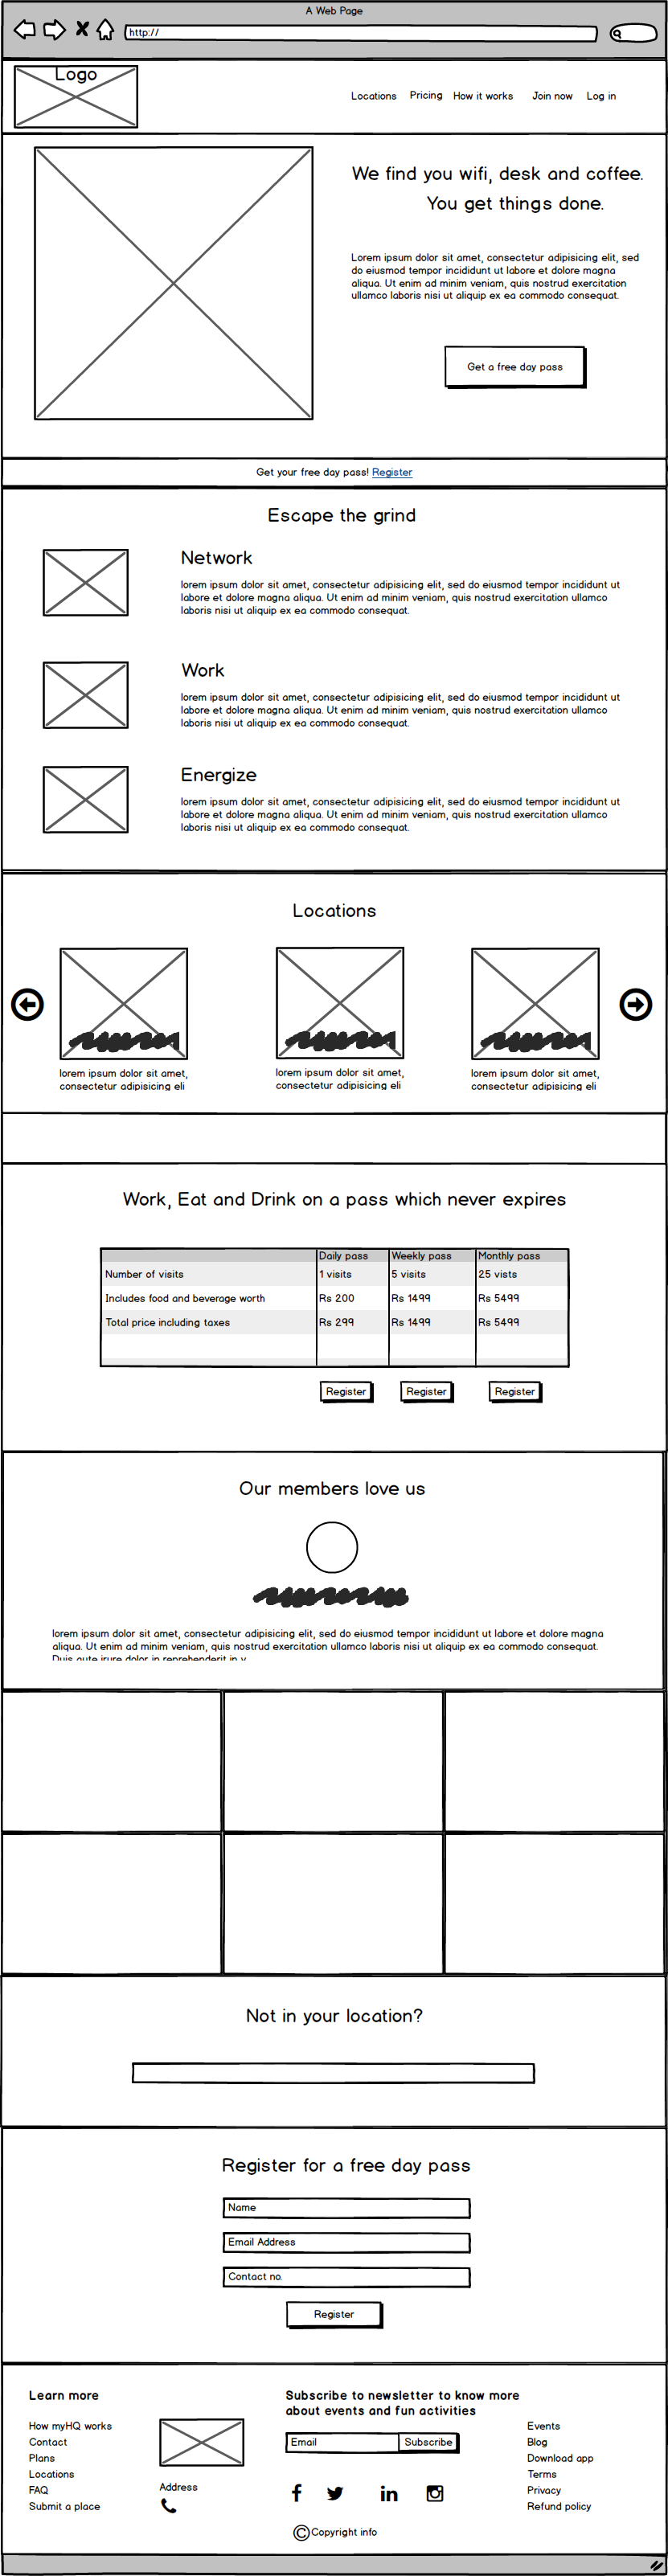 A Web Page
http://
Logo
Locations Pricing How it works Join now Log in
We find you wifi, desk and coffee.
You get things done.
Lorem ipsum dolor sit amet, consectetur adipisicing elit, sed
do eiusmod tempor incididunt ut labore et dolore magna
aliqua. Ut enim ad minim veniam, quis nostrud exercitation
ullamco laboris nisi ut aliquip ex ea commodo consequat.
Get a free day pass
Get your free day pass! Register
Escape the grind
Network
lorem ipsum dolor sit amet, consectetur adipisicing elit, sed do eiusmod tempor incididunt ut
labore et dolore magna aliqua. Ut enim ad minim veniam, quis nostrud exercitation ullamco
laboris nisi ut aliquip ex ea commodo consequat.
Work
lorem ipsum dolor sit amet, consectetur adipisicing elit, sed do eiusmod tempor incididunt ut
labore et dolore magna aliqua. Ut enim ad minim veniam, quis nostrud exercitation ullamco
laboris nisi ut aliquip ex ea commodo consequat.
Energize
lorem ipsum dolor sit amet, consectetur adipisicing elit, sed do eiusmod tempor incididunt ut
labore et dolore magna aliqua. Ut enim ad minim veniam, quis nostrud exercitation ullamco
laboris nisi ut aliquip ex ea commodo consequat.
Locations
lorem ipsum dolor sit amet,
consectetur adipisicing eli
lorem ipsum dolor sit amet,
consectetur adipisicing eli
lorem ipsum dolor sit amet,
consectetur adipisicing eli
Work, Eat and Drink on a pass which never expires
Daily pass Weekly pass Monthly pass
Number of visits 1 visits 5 visits 25 vists
Includes food and beverage worth Rs 200 Rs 1499 Rs 5499
Total price including taxes Rs 299 Rs 1499 Rs 5499
Register Register Register
Our members love us
lorem ipsum dolor sit amet, consectetur adipisicing elit, sed do eiusmod tempor incididunt ut labore et dolore magna
aliqua. Ut enim ad minim veniam, quis nostrud exercitation ullamco laboris nisi ut aliquip ex ea commodo consequat.
Duis aute irure dolor in reprehenderit in v
Not in your location?
Register for a free day pass
Name
Email Address
Contact no.
Register
Learn more
How myHQ works
Contact
Plans
Locations
FAQ
Submit a place
Address
Subscribe to newsletter to know more
about events and fun activities
Email Subscribe
f in
© Copyright info
Events
Blog
Download app
Terms
Privacy
Refund policy